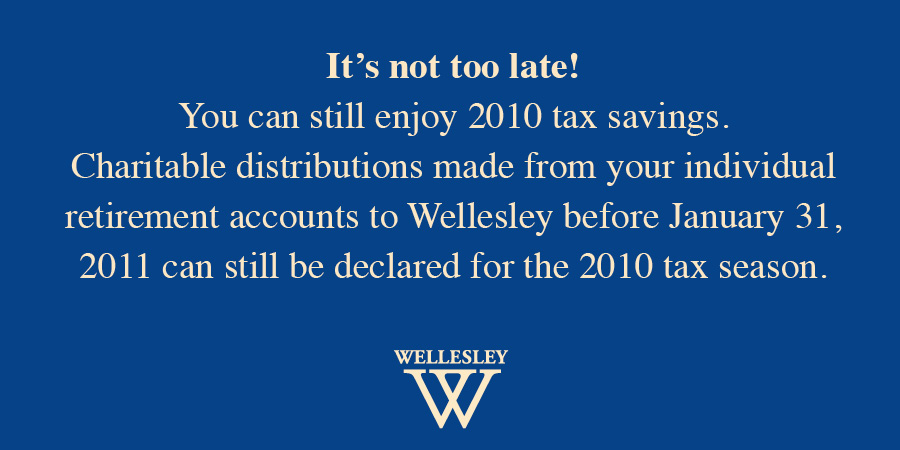 It’s not too late!
You can still enjoy 2010 tax savings.
Charitable distributions made from your individual
retirement accounts to Wellesley before January 31,
2011 can still be declared for the 2010 tax season.
WELLESLEY
W